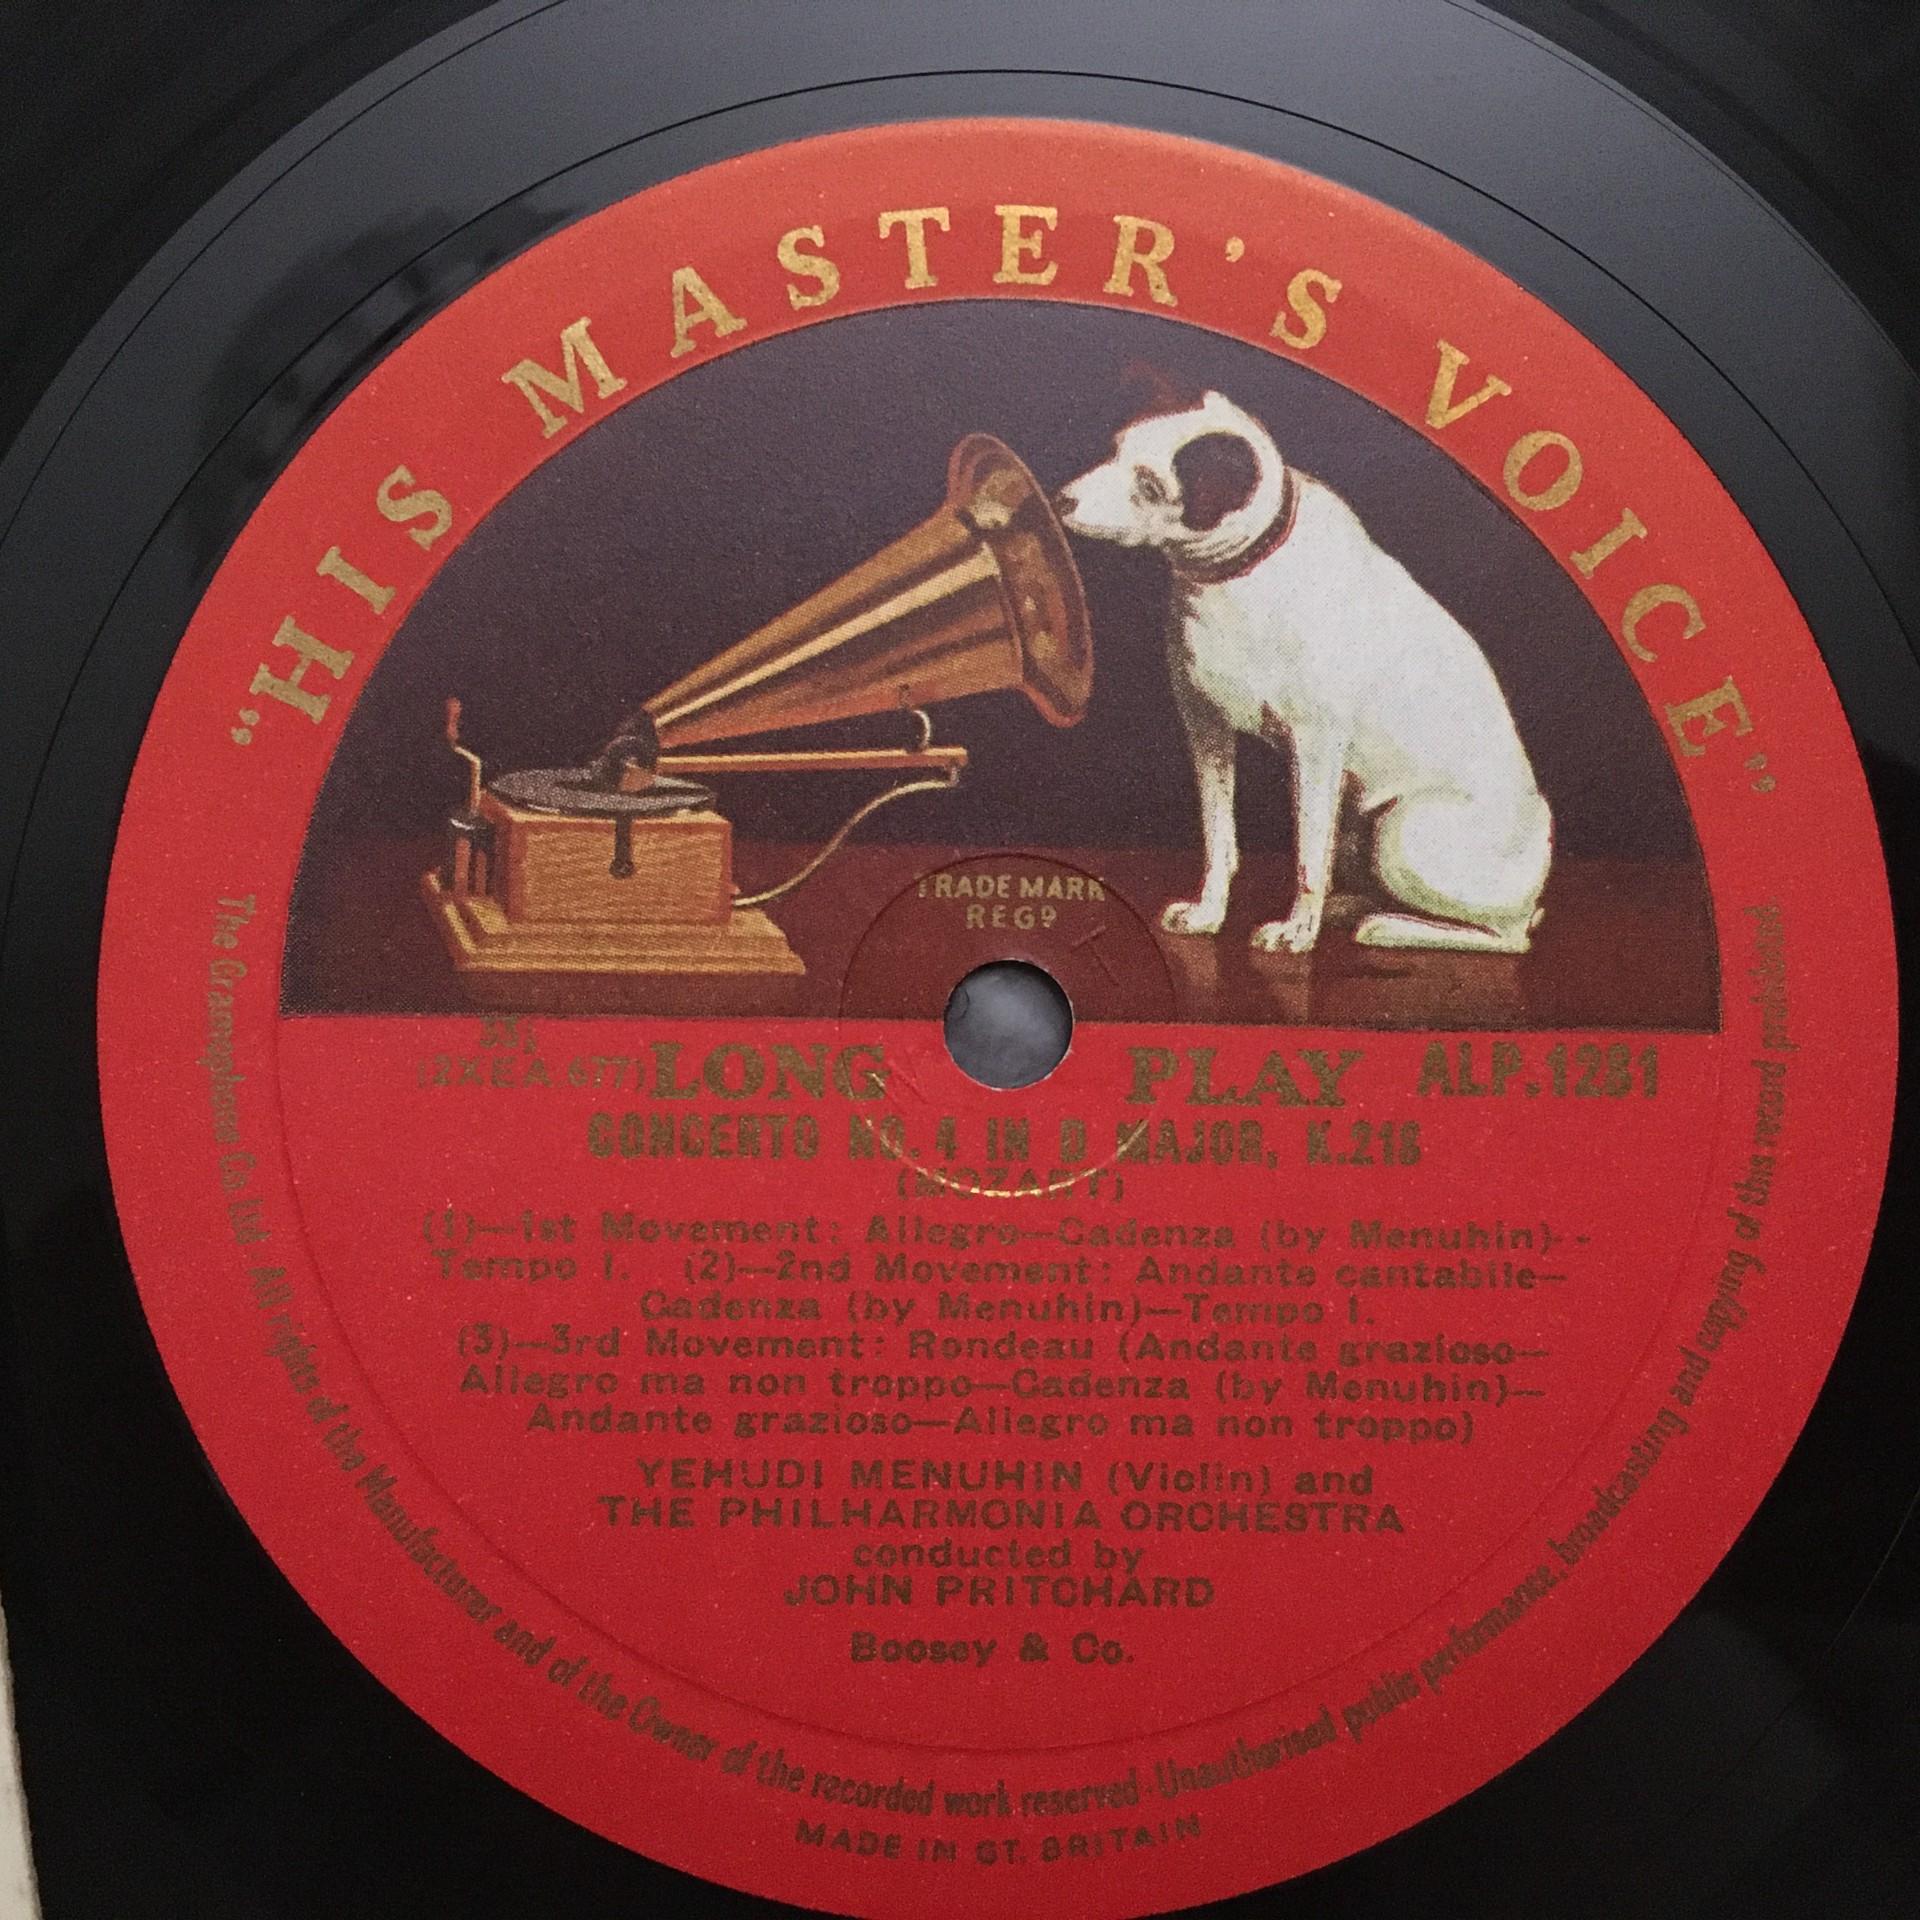 "HIS MASTER'S VOICE"
TRADE MARK
REGD
T
33⅓
(2XEA.677) LONG PLAY ALP.1281
CONCERTO NO. 4 IN D MAJOR, K.218
(MOZART)
(1)—1st Movement: Allegro—Cadenza (by Menuhin)--
Tempo I. (2)—2nd Movement: Andante cantabile—
Cadenza (by Menuhin)—Tempo I.
(3)—3rd Movement: Rondeau (Andante grazioso—
Allegro ma non troppo—Cadenza (by Menuhin)—
Andante grazioso—Allegro ma non troppo)
YEHUDI MENUHIN (Violin) and
THE PHILHARMONIA ORCHESTRA
conducted by
JOHN PRITCHARD
Boosey & Co.
The Gramophone Co. Ltd · All rights of the Manufacturer and of the Owner of the recorded work reserved · Unauthorised public performance, broadcasting and copying of this record prohibited
MADE IN GT. BRITAIN